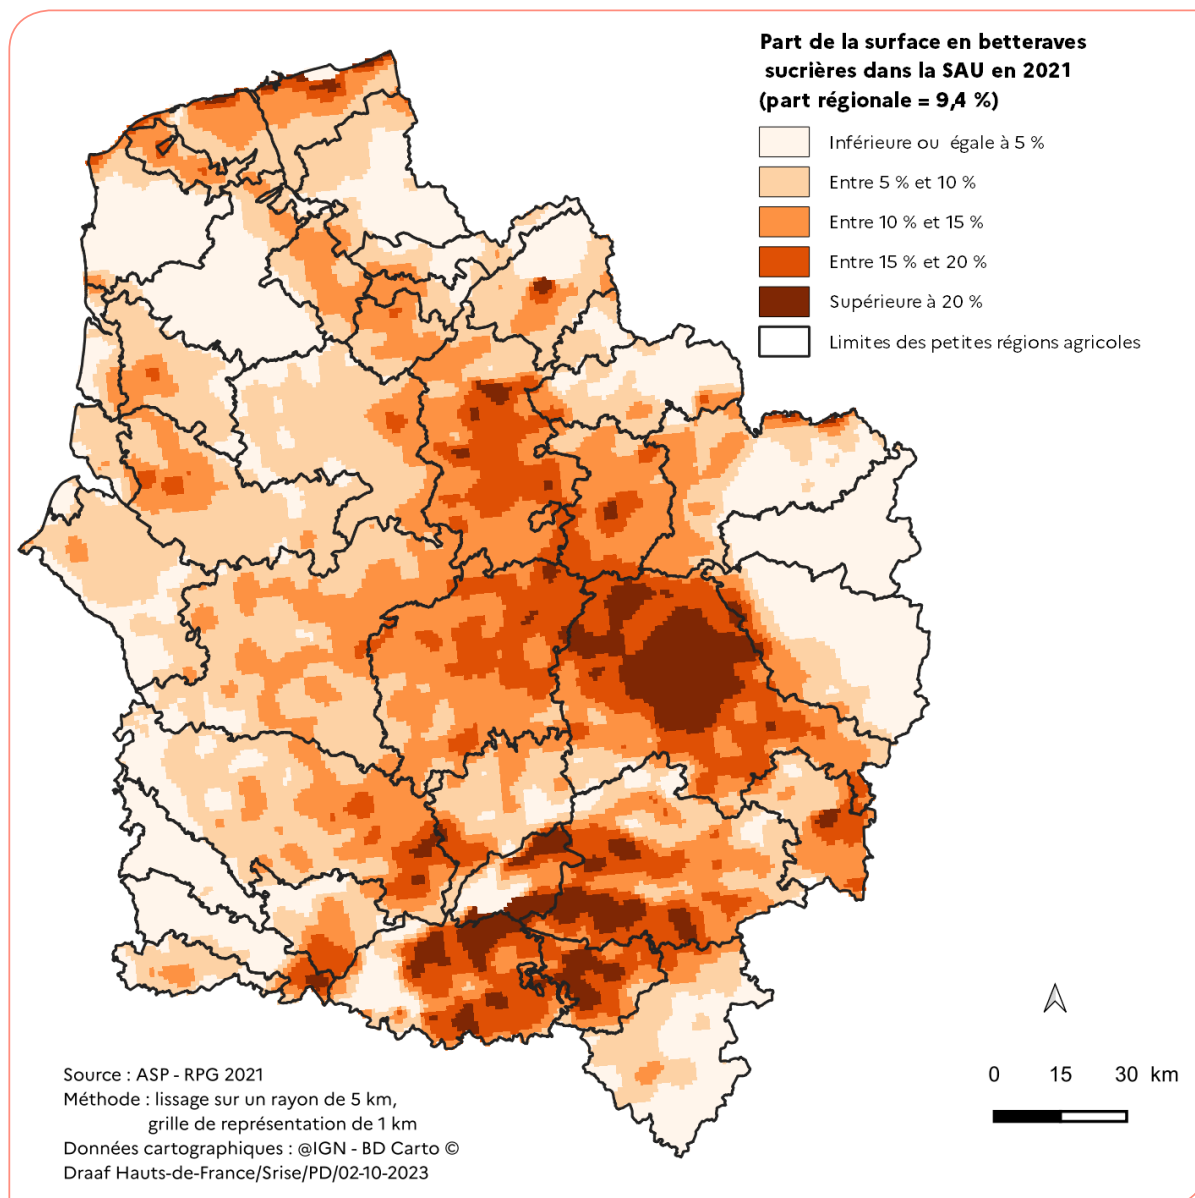 Part de la surface en betteraves
sucrières dans la SAU en 2021
(part régionale = 9,4 %)
Inférieure ou égale à 5 %
Entre 5 % et 10 %
Entre 10 % et 15 %
Entre 15 % et 20 %
Supérieure à 20 %
Limites des petites régions agricoles
0 15 30 km
Source : ASP - RPG 2021
Méthode : lissage sur un rayon de 5 km,
grille de représentation de 1 km
Données cartographiques : @IGN - BD Carto ©
Draaf Hauts-de-France/Srise/PD/02-10-2023